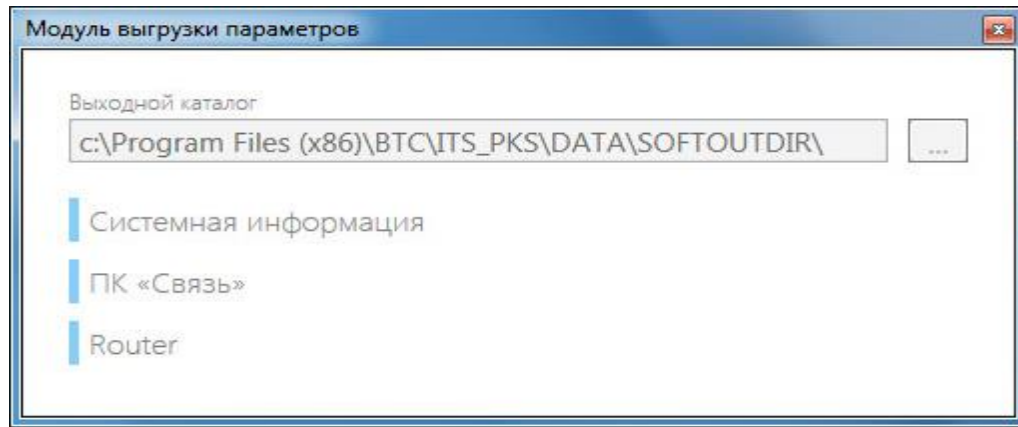 Модуль выгрузки параметров
Выходной каталог
c:\Program Files (x86)\BTC\ITS_PKS\DATA\SOFTOUTDIR\ ...
Системная информация
ПК «Связь»
Router